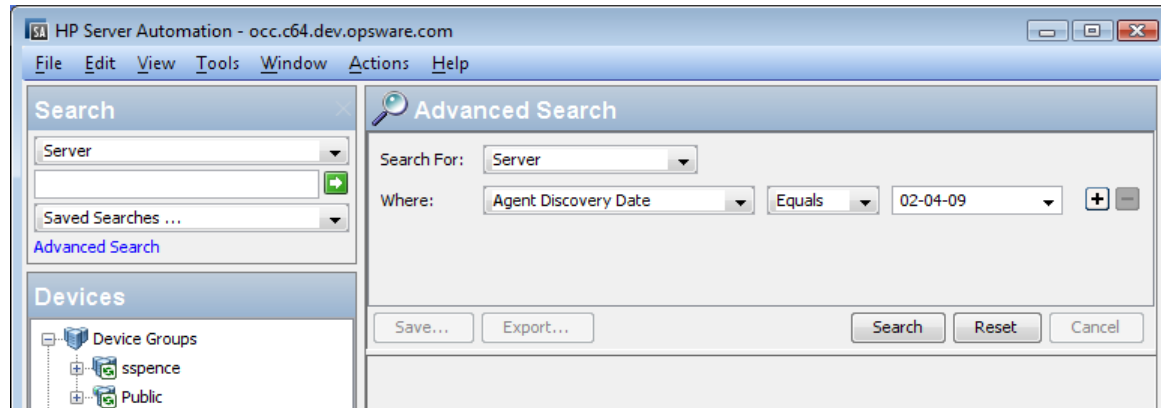 SA HP Server Automation - occ.c64.dev.opsware.com
File Edit View Tools Window Actions Help
Search
Server
Saved Searches ...
Advanced Search
Devices
Device Groups
sspence
Public
Advanced Search
Search For: Server
Where: Agent Discovery Date Equals 02-04-09
Save... Export... Search Reset Cancel